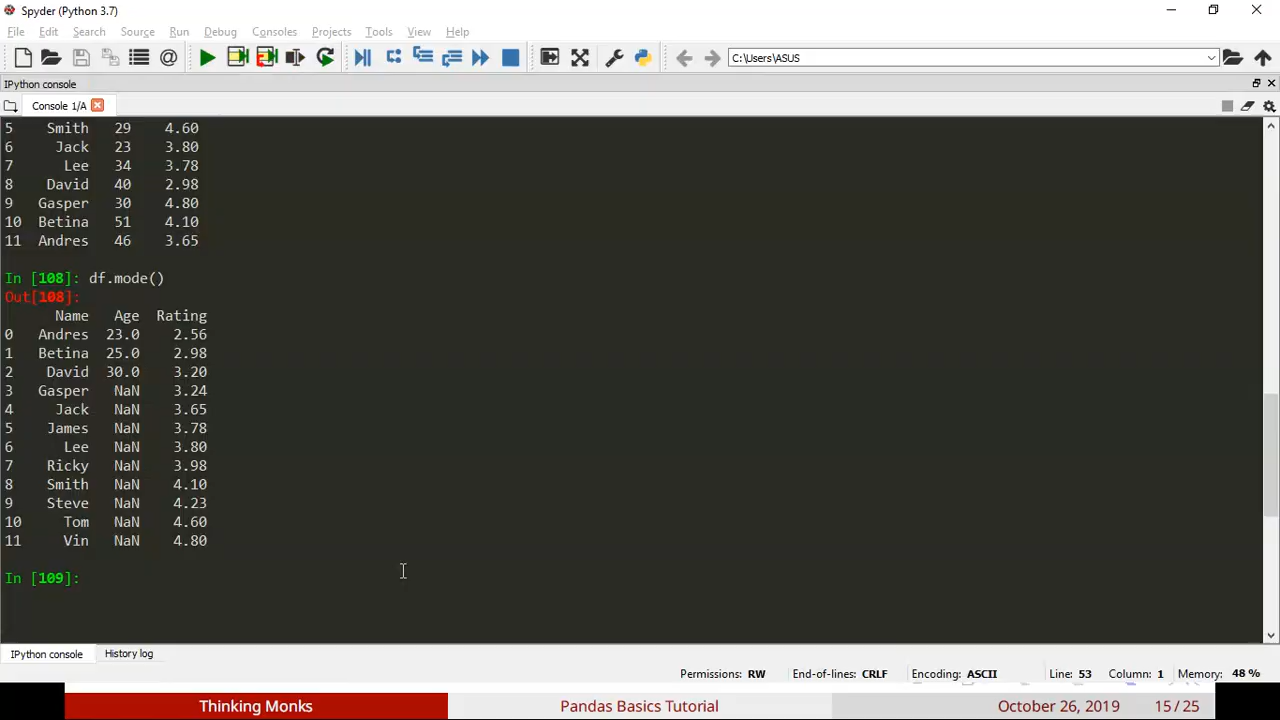 Spyder (Python 3.7)
File Edit Search Source Run Debug Consoles Projects Tools View Help
C:\Users\ASUS
IPython console
Console 1/A
5 Smith 29 4.60
6 Jack 23 3.80
7 Lee 34 3.78
8 David 40 2.98
9 Gasper 30 4.80
10 Betina 51 4.10
11 Andres 46 3.65
In [108]: df.mode()
Out[108]:
Name Age Rating
0 Andres 23.0 2.56
1 Betina 25.0 2.98
2 David 30.0 3.20
3 Gasper NaN 3.24
4 Jack NaN 3.65
5 James NaN 3.78
6 Lee NaN 3.80
7 Ricky NaN 3.98
8 Smith NaN 4.10
9 Steve NaN 4.23
10 Tom NaN 4.60
11 Vin NaN 4.80
In [109]:
IPython console History log
Permissions: RW End-of-lines: CRLF Encoding: ASCII Line: 53 Column: 1 Memory: 48 %
Thinking Monks Pandas Basics Tutorial October 26, 2019 15 / 25